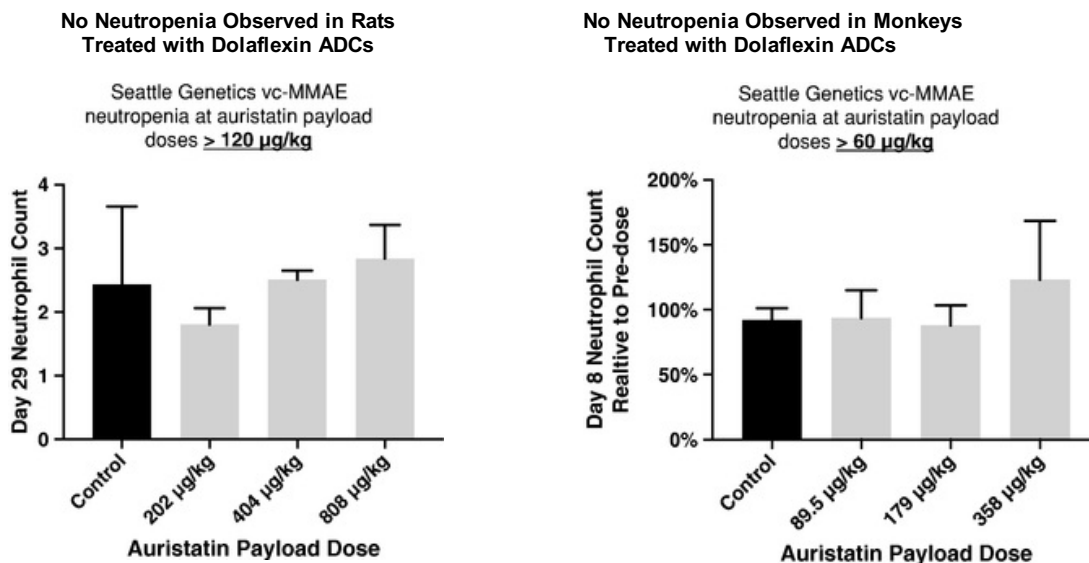 No Neutropenia Observed in Rats
Treated with Dolaflexin ADCs
Seattle Genetics vc-MMAE
neutropenia at auristatin payload
doses > 120 µg/kg
Day 29 Neutrophil Count
4
3
2
1
0
Control
202 µg/kg
404 µg/kg
808 µg/kg
Auristatin Payload Dose
No Neutropenia Observed in Monkeys
Treated with Dolaflexin ADCs
Seattle Genetics vc-MMAE
neutropenia at auristatin payload
doses > 60 µg/kg
Day 8 Neutrophil Count
Realtive to Pre-dose
200%
150%
100%
50%
0%
Control
89.5 µg/kg
179 µg/kg
358 µg/kg
Auristatin Payload Dose